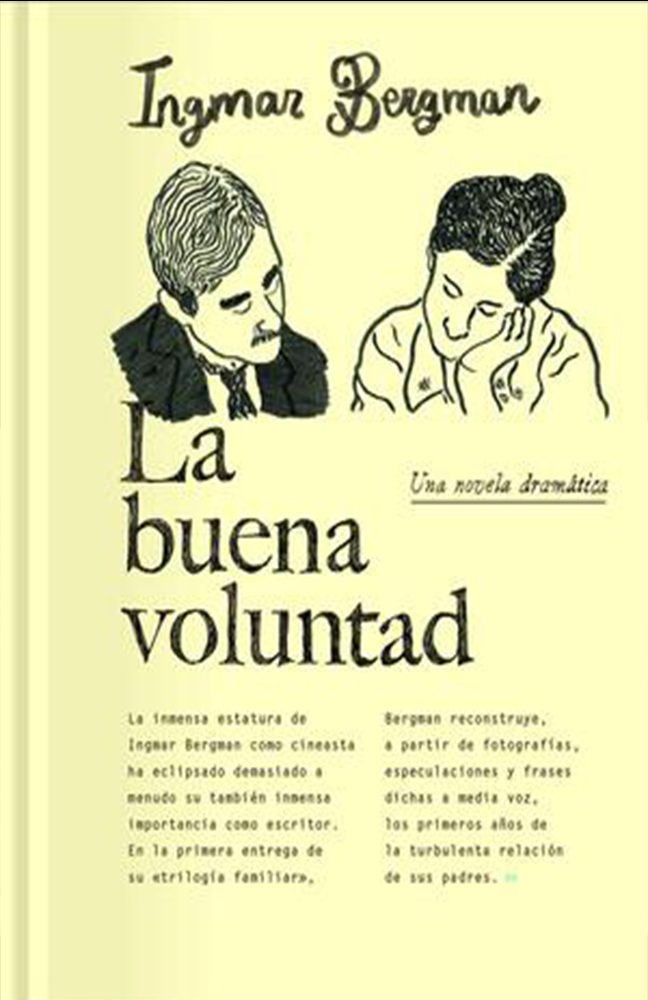 Ingmar Bergman
La
buena
voluntad
Una novela dramática
La inmensa estatura de
Ingmar Bergman como cineasta
ha eclipsado demasiado a
menudo su también inmensa
importancia como escritor.
En la primera entrega de
su «trilogía familiar»,
Bergman reconstruye,
a partir de fotografías,
especulaciones y frases
dichas a media voz,
los primeros años de
la turbulenta relación
de sus padres.